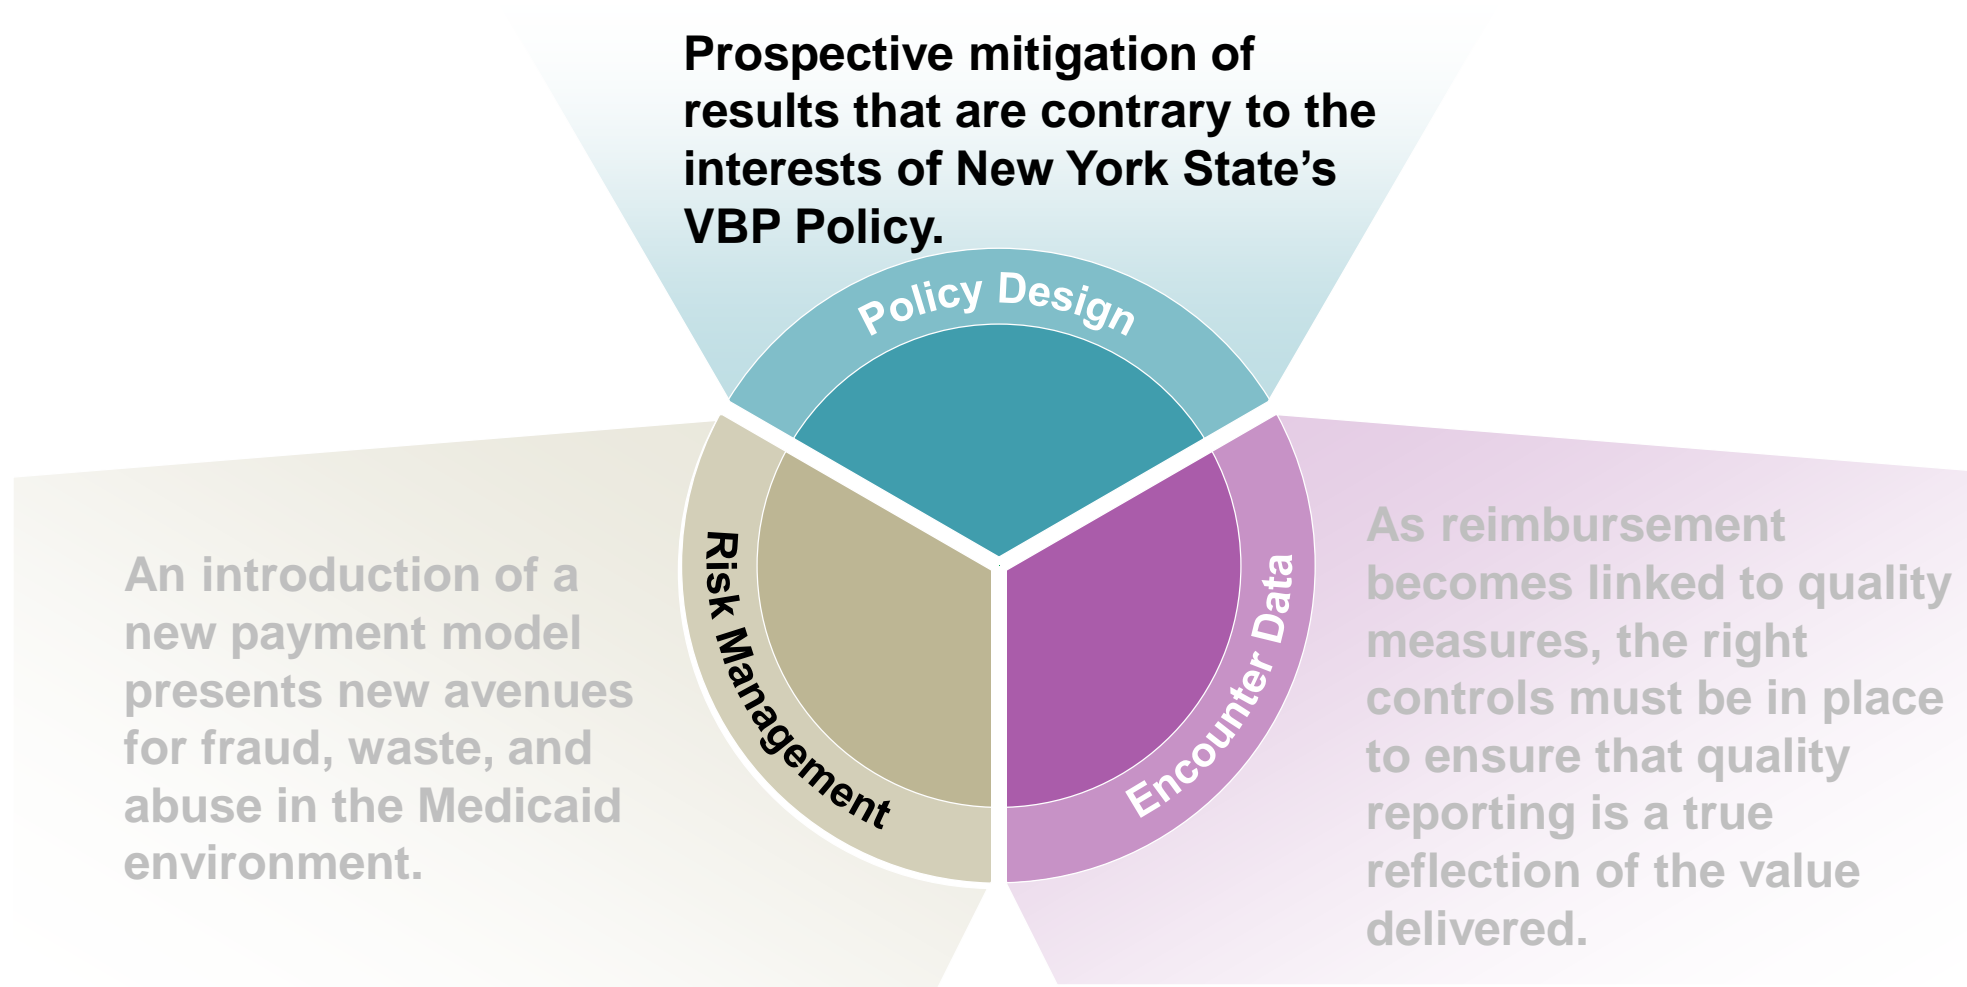 Prospective mitigation of
results that are contrary to the
interests of New York State’s
VBP Policy.
Policy Design
Risk Management
Encounter Data
An introduction of a
new payment model
presents new avenues
for fraud, waste, and
abuse in the Medicaid
environment.
As reimbursement
becomes linked to quality
measures, the right
controls must be in place
to ensure that quality
reporting is a true
reflection of the value
delivered.